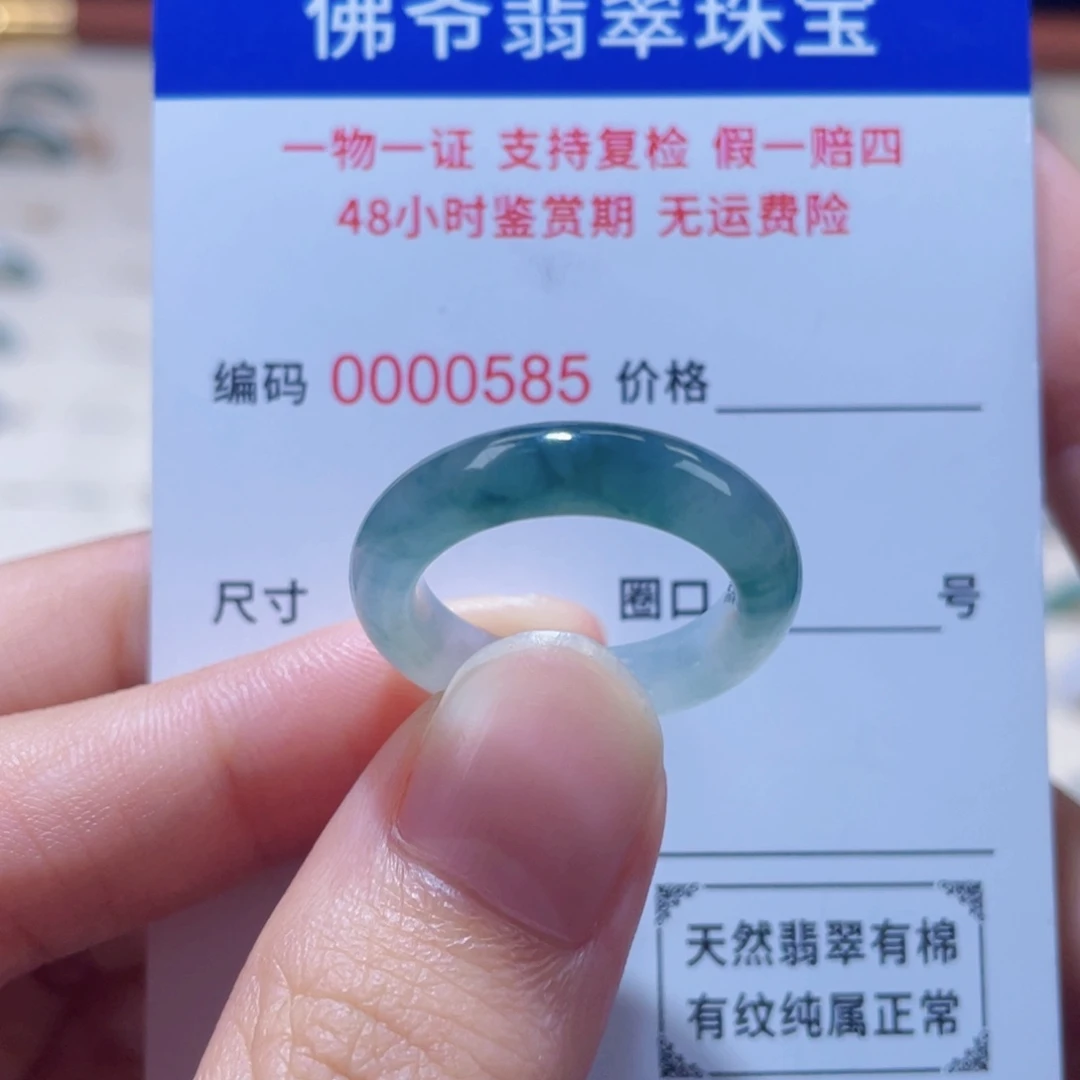 佛爷翡翠珠宝
一物一证 支持复检 假一赔四
48小时鉴赏期 无运费险
编码 0000585 价格
尺寸 圈口 号
天然翡翠有棉
有纹纯属正常